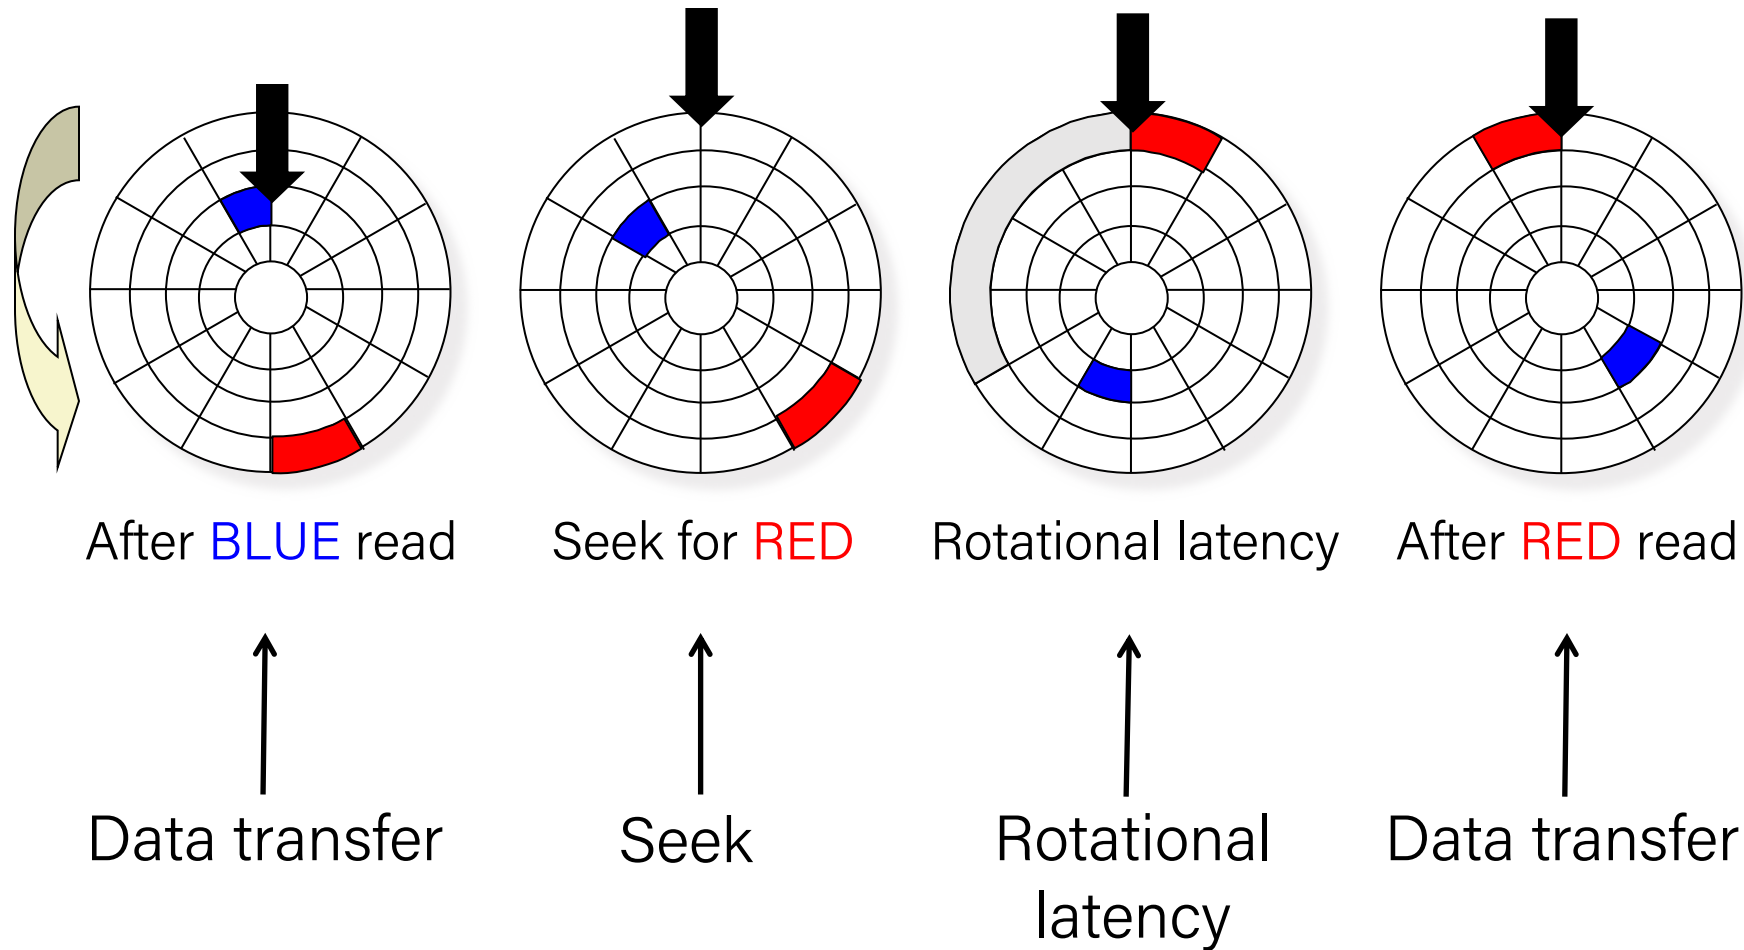 After BLUE read
Seek for RED
Rotational latency
After RED read
Data transfer
Seek
Rotational
latency
Data transfer